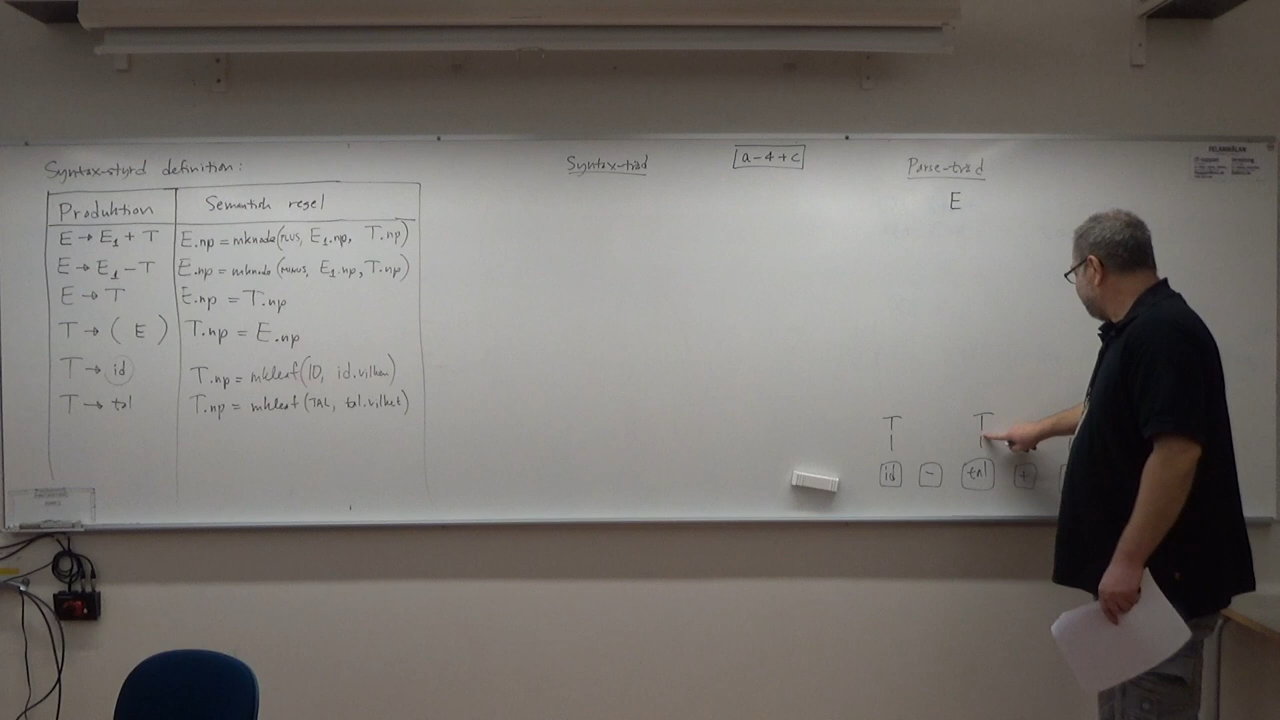 Syntax-styrd definition:
Produktion Semantisk regel
E → E₁ + T E.np = mknode(PLUS, E₁.np, T.np)
E → E₁ - T E.np = mknode(MINUS, E₁.np, T.np)
E → T E.np = T.np
T → ( E ) T.np = E.np
T → id T.np = mkleaf(ID, id.vilken)
T → tal T.np = mkleaf(TAL, tal.vilket)
Syntax-träd
a-4+c
Parse-träd
E
T T
id - tal +
FELANMÄLAN